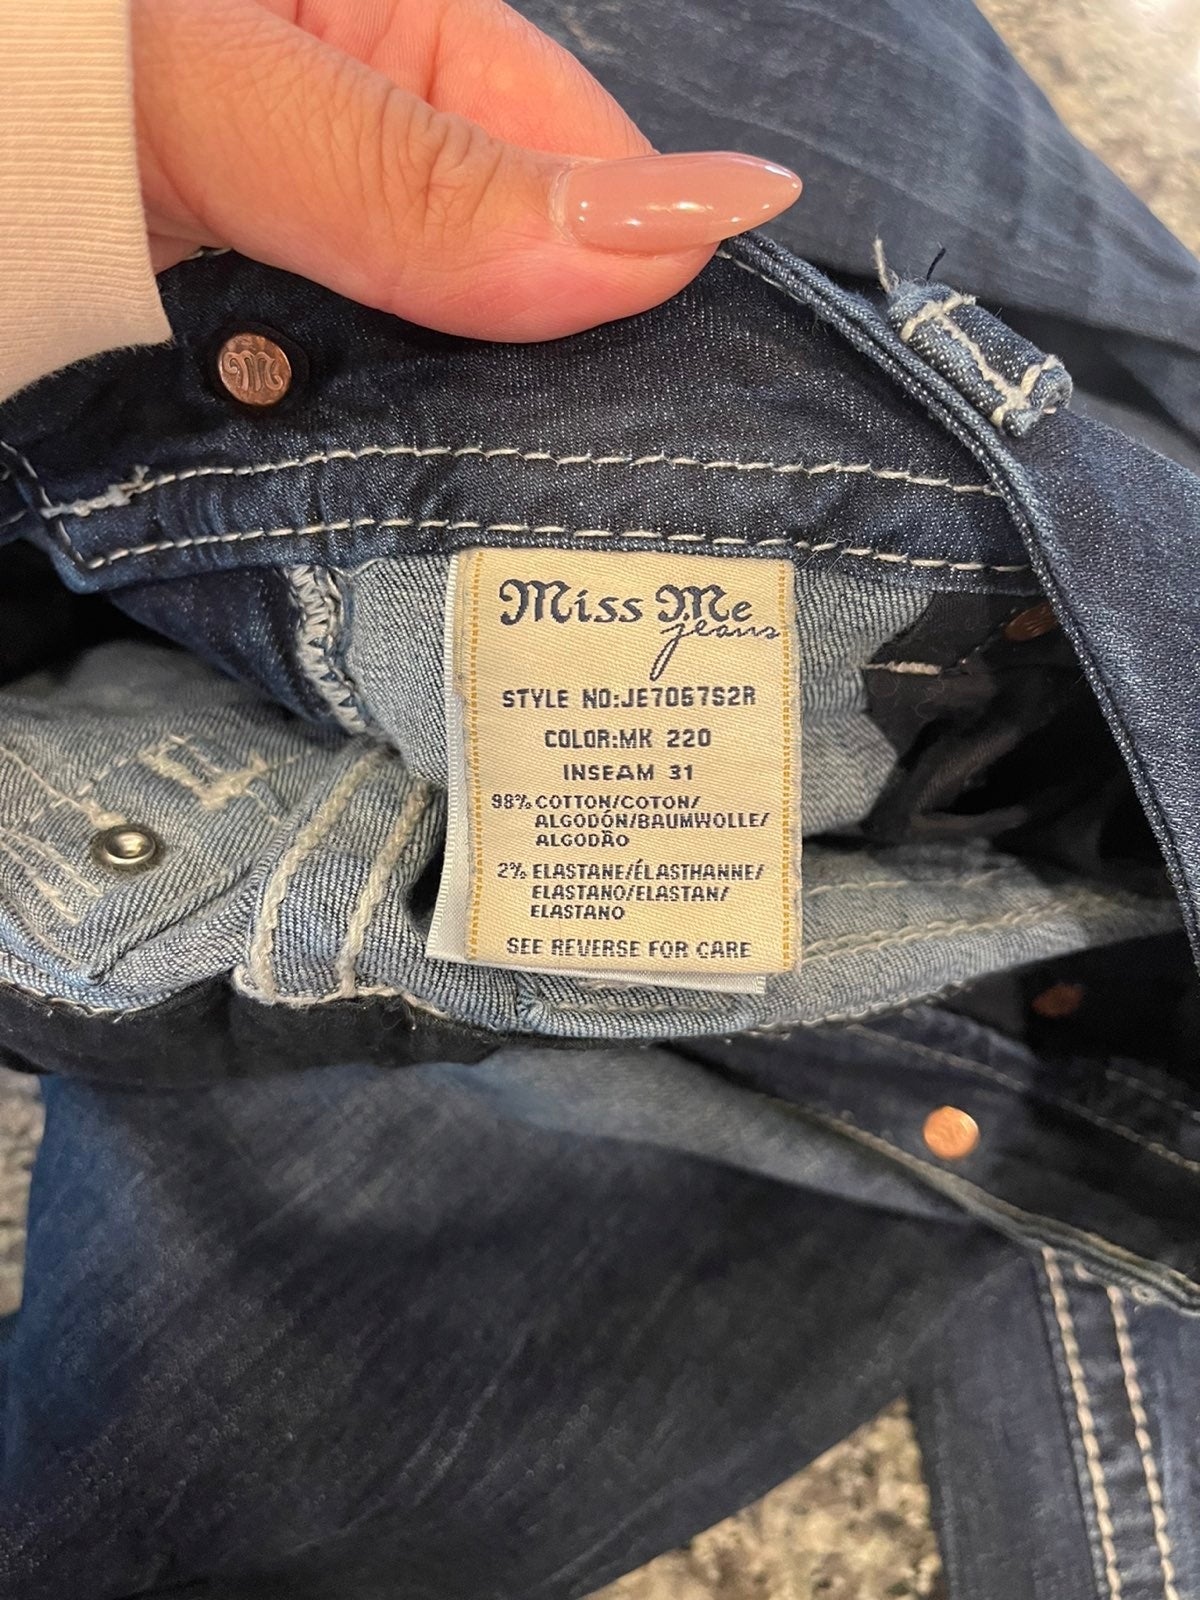 M
Miss Me
jeans
STYLE NO:JE7067S2R
COLOR:MK 220
INSEAM 31
98% COTTON/COTON/
ALGODÓN/BAUMWOLLE/
ALGODÃO
2% ELASTANE/ÉLASTHANNE/
ELASTANO/ELASTAN/
ELASTANO
SEE REVERSE FOR CARE